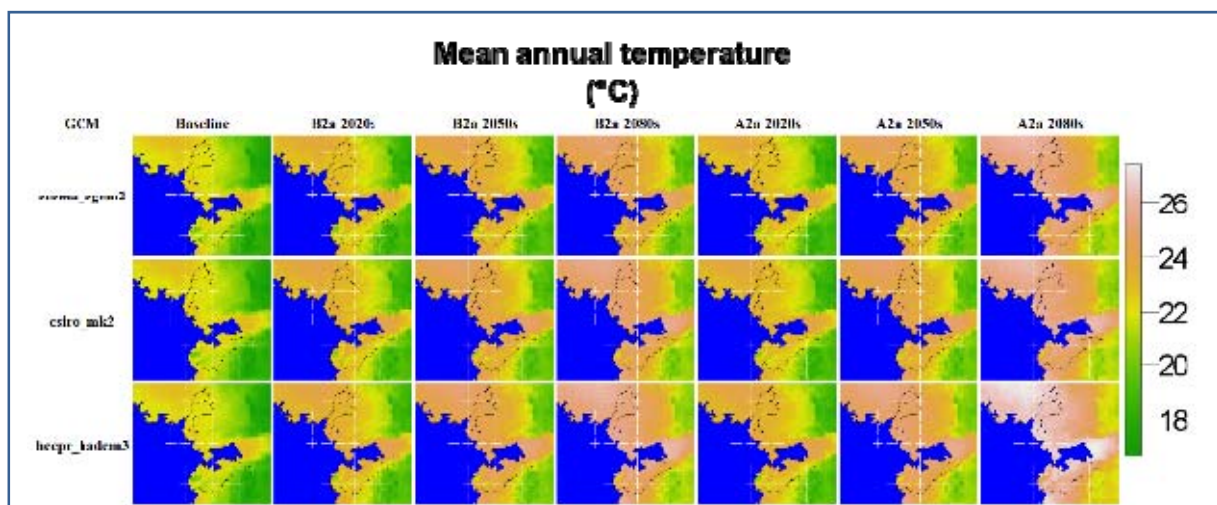 Mean annual temperature
(°C)
GCM Baseline B2a 2020s B2a 2050s B2a 2080s A2a 2020s A2a 2050s A2a 2080s
csiro_mk2
26
24
22
20
18